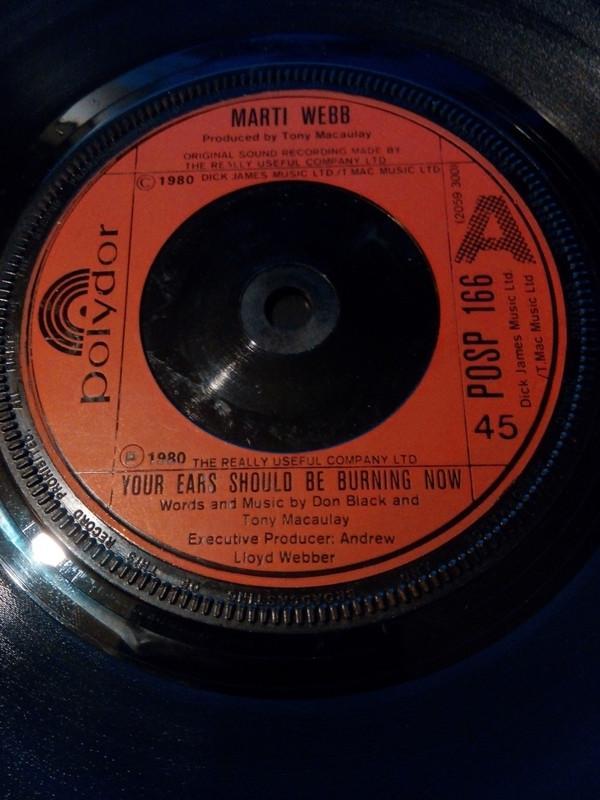 MARTI WEBB
Produced by Tony Macaulay
ORIGINAL SOUND RECORDING MADE BY
THE REALLY USEFUL COMPANY LTD
© 1980 DICK JAMES MUSIC LTD/T.MAC MUSIC LTD
polydor
(2059 300)
A
POSP 166
Dick James Music Ltd.
/T.Mac Music Ltd
45
℗ 1980 THE REALLY USEFUL COMPANY LTD
YOUR EARS SHOULD BE BURNING NOW
Words and Music by Don Black and
Tony Macaulay
Executive Producer: Andrew
Lloyd Webber
THIS RECORD PROHIBITED